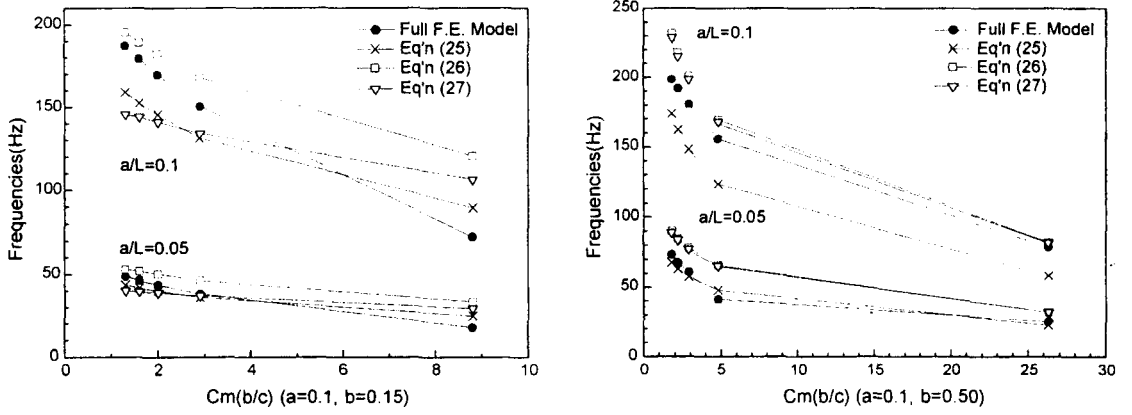 200
150
100
50
0
Frequencies(Hz)
Full F.E. Model
Eq'n (25)
Eq'n (26)
Eq'n (27)
a/L=0.1
a/L=0.05
0 2 4 6 8 10
Cm(b/c) (a=0.1, b=0.15)
250
200
150
100
50
0
Frequencies(Hz)
a/L=0.1
Full F.E. Model
Eq'n (25)
Eq'n (26)
Eq'n (27)
a/L=0.05
0 5 10 15 20 25 30
Cm(b/c) (a=0.1, b=0.50)